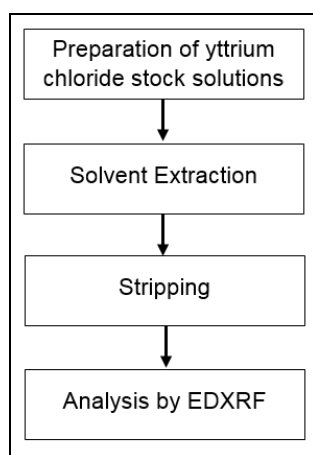 Preparation of yttrium
chloride stock solutions
Solvent Extraction
Stripping
Analysis by EDXRF